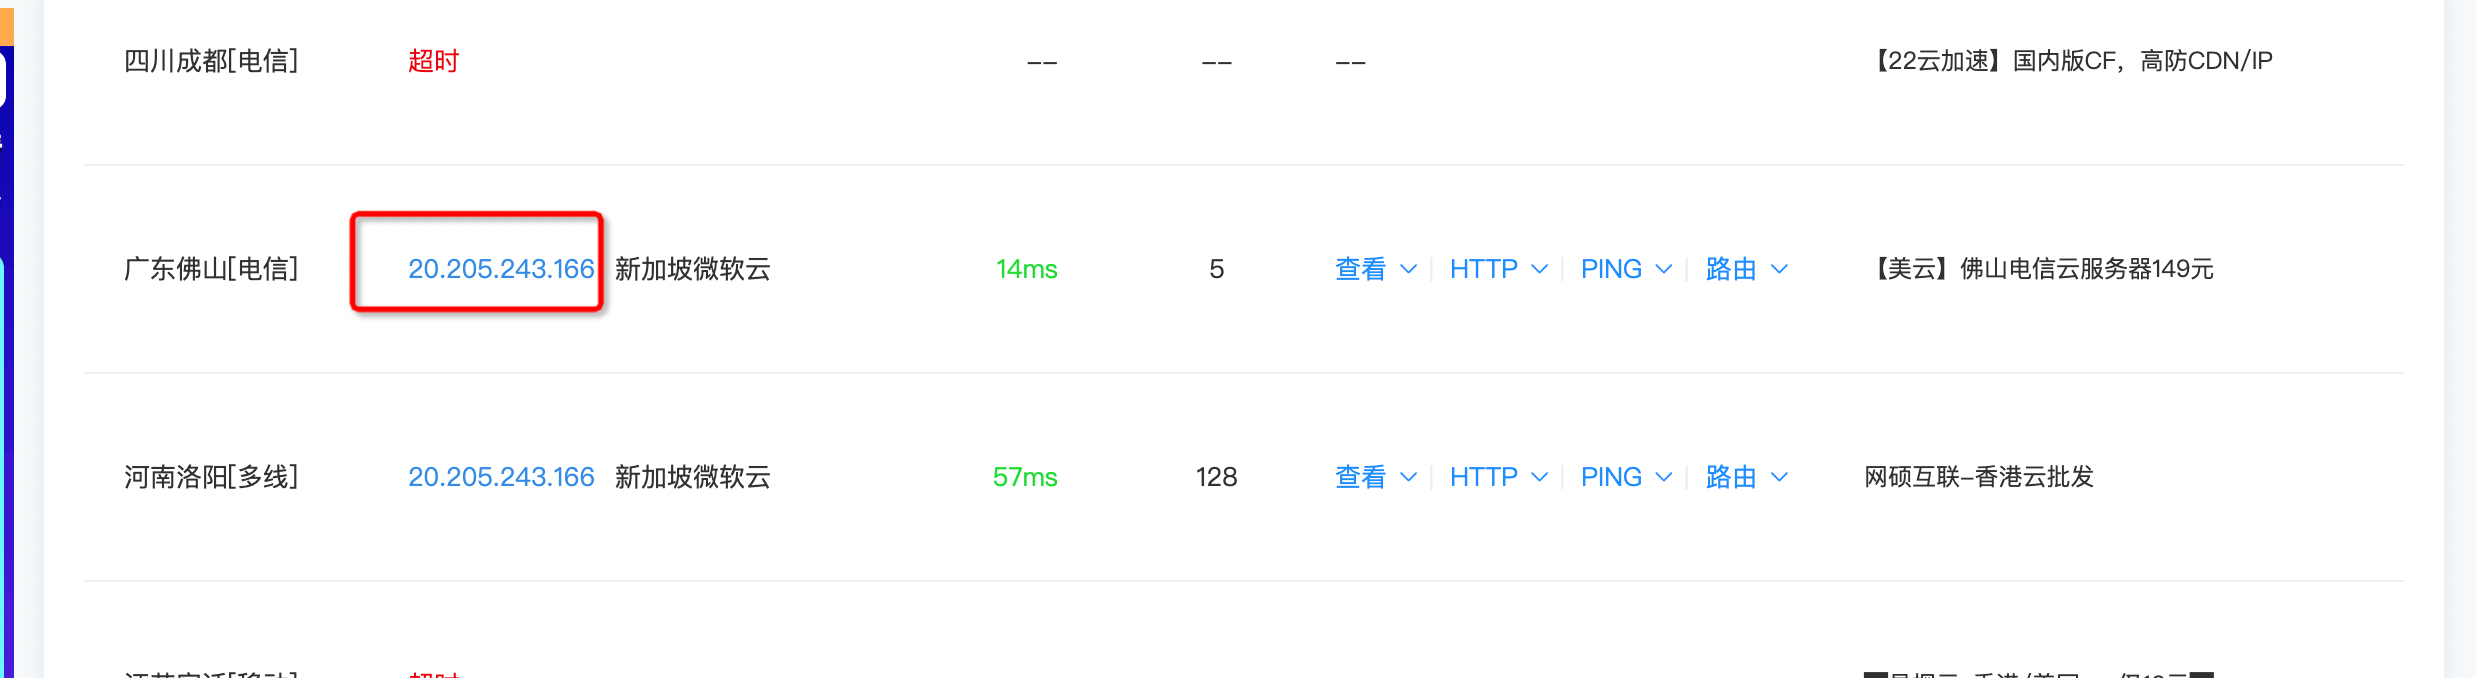 四川成都[电信] 超时 -- -- -- 【22云加速】国内版CF，高防CDN/IP
广东佛山[电信] 20.205.243.166 新加坡微软云 14ms 5 查看 HTTP PING 路由 【美云】佛山电信云服务器149元
河南洛阳[多线] 20.205.243.166 新加坡微软云 57ms 128 查看 HTTP PING 路由 网硕互联-香港云批发
超时